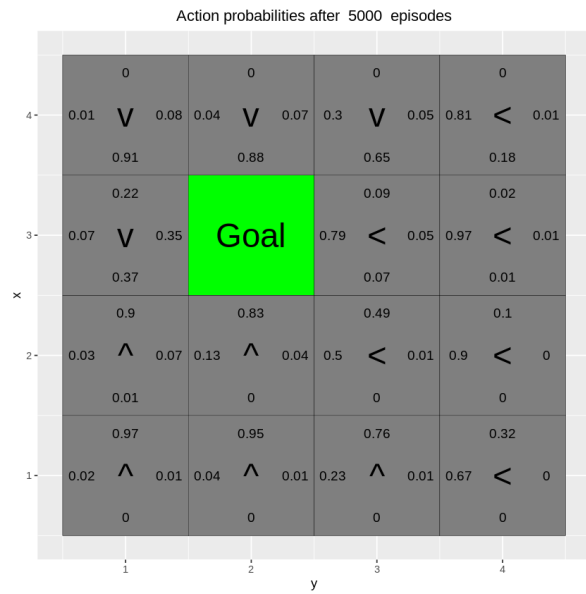 Action probabilities after 5000 episodes
0 0 0 0
4 0.01 v 0.08 0.04 v 0.07 0.3 v 0.05 0.81 < 0.01
0.91 0.88 0.65 0.18
0.22 0.09 0.02
3 0.07 v 0.35 Goal 0.79 < 0.05 0.97 < 0.01
0.37 0.07 0.01
x
0.9 0.83 0.49 0.1
2 0.03 ^ 0.07 0.13 ^ 0.04 0.5 < 0.01 0.9 < 0
0.01 0 0 0
0.97 0.95 0.76 0.32
1 0.02 ^ 0.01 0.04 ^ 0.01 0.23 ^ 0.01 0.67 < 0
0 0 0 0
1 2 3 4
y